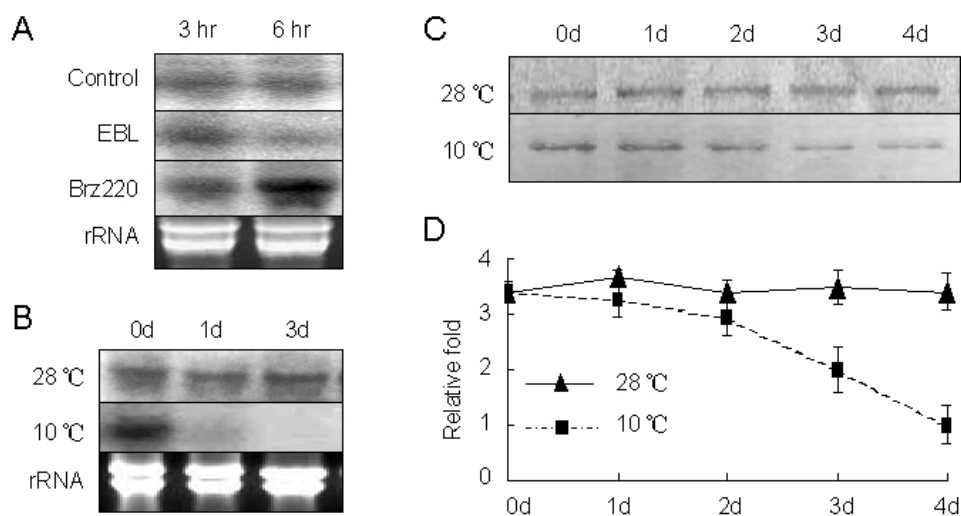 A
3 hr 6 hr
Control
EBL
Brz220
rRNA
B
0d 1d 3d
28 ℃
10 ℃
rRNA
C
0d 1d 2d 3d 4d
28 ℃
10 ℃
D
Relative fold
4
3
2
1
0
28 ℃
10 ℃
0d 1d 2d 3d 4d